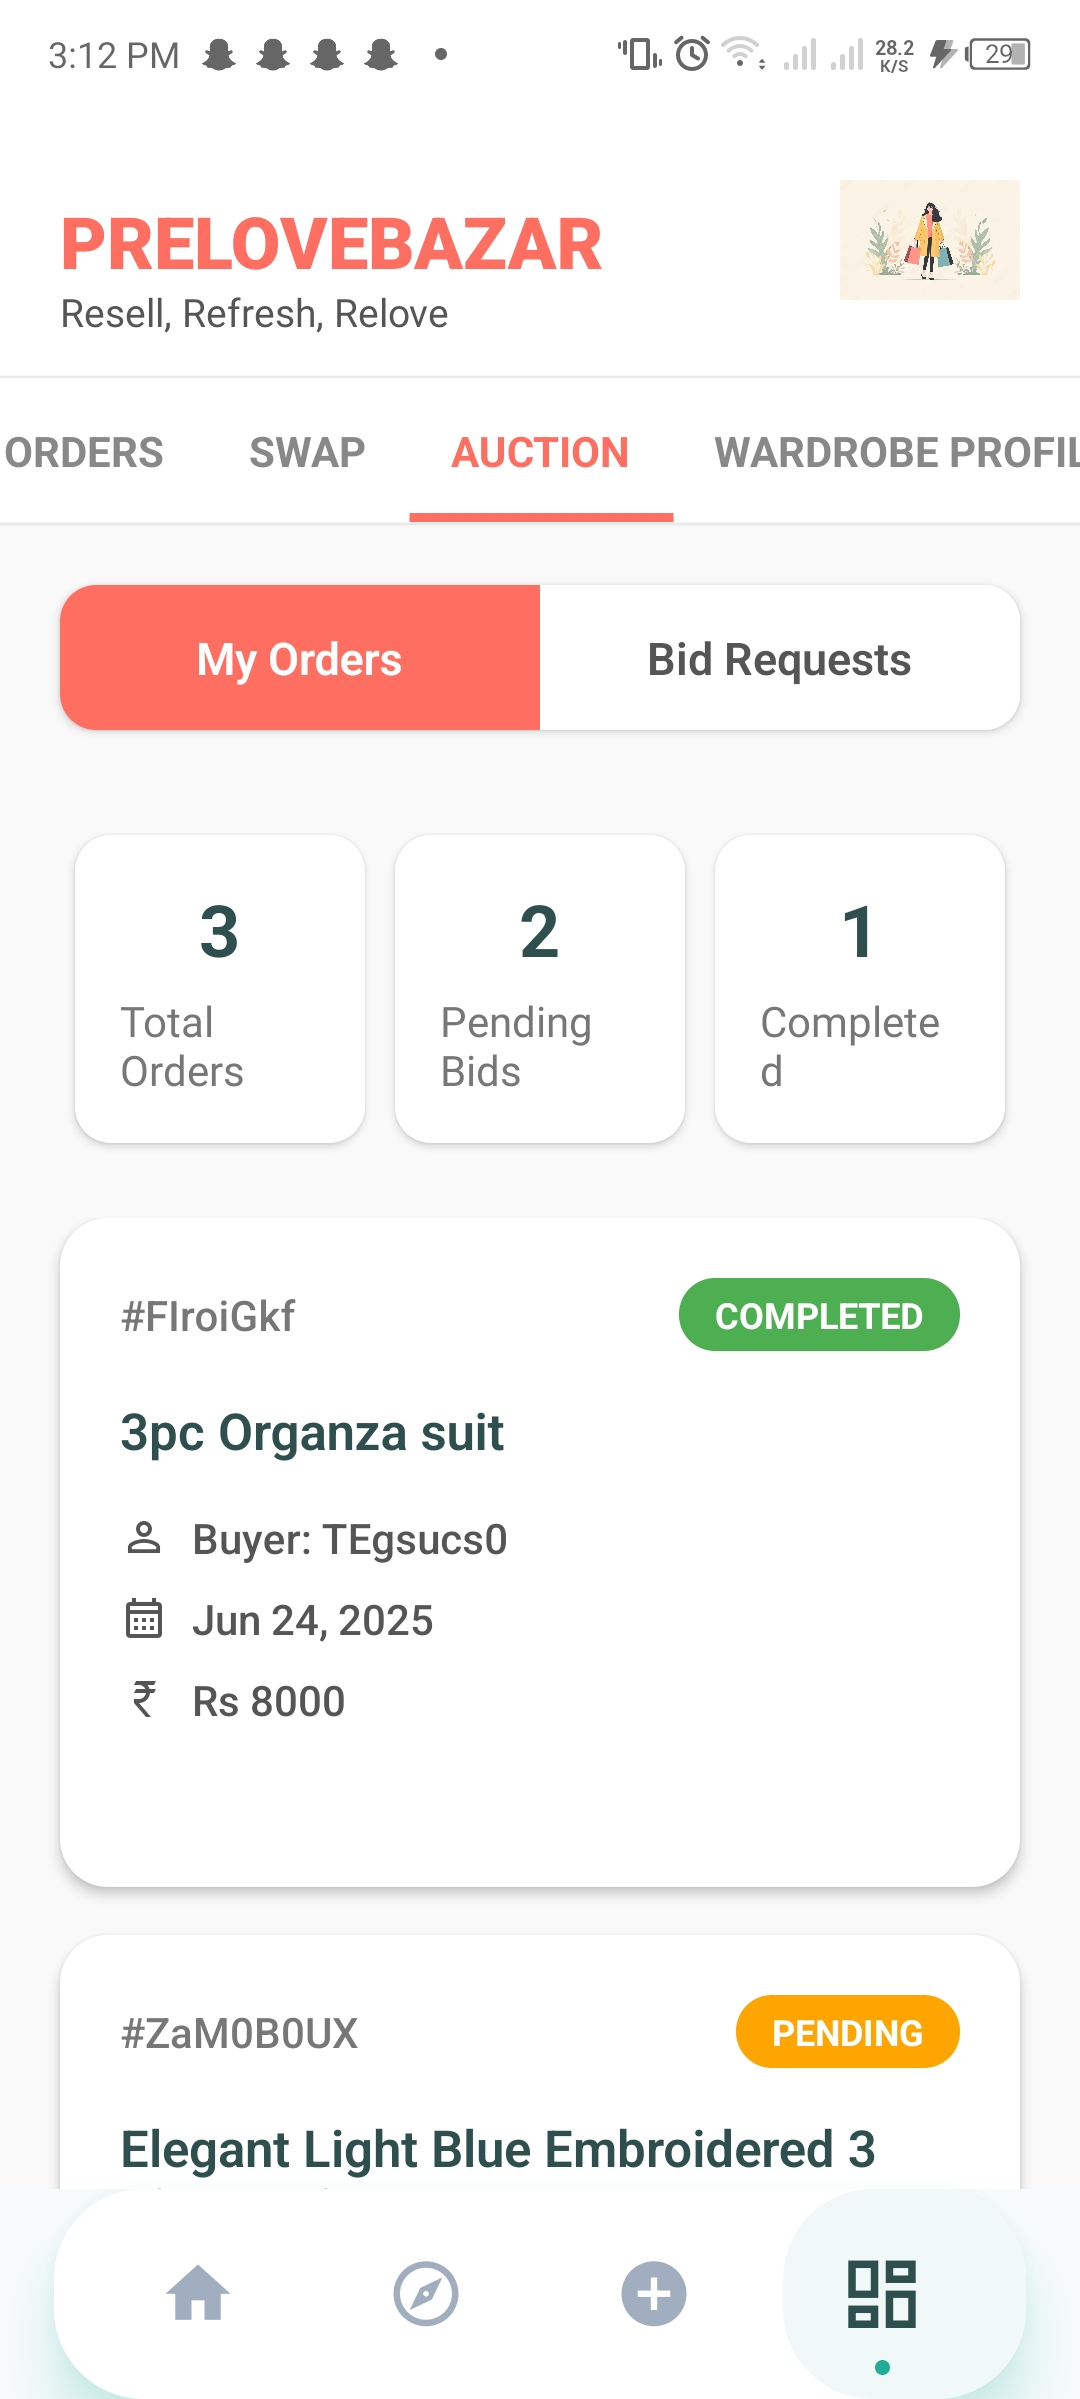 3:12 PM
28.2
K/S
29
PRELOVEBAZAR
Resell, Refresh, Relove
ORDERS SWAP AUCTION WARDROBE PROFIL
My Orders Bid Requests
3 2 1
Total Pending Complete
Orders Bids d
#FIroiGkf COMPLETED
3pc Organza suit
Buyer: TEgsucs0
Jun 24, 2025
₹ Rs 8000
#ZaM0B0UX PENDING
Elegant Light Blue Embroidered 3